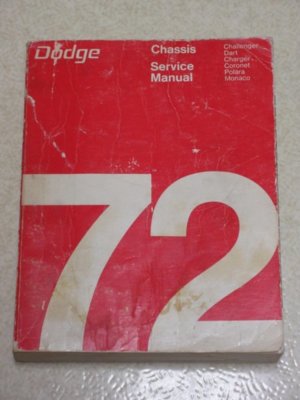 Dodge
Chassis
Service
Manual
Challenger
Dart
Charger
Coronet
Polara
Monaco
72